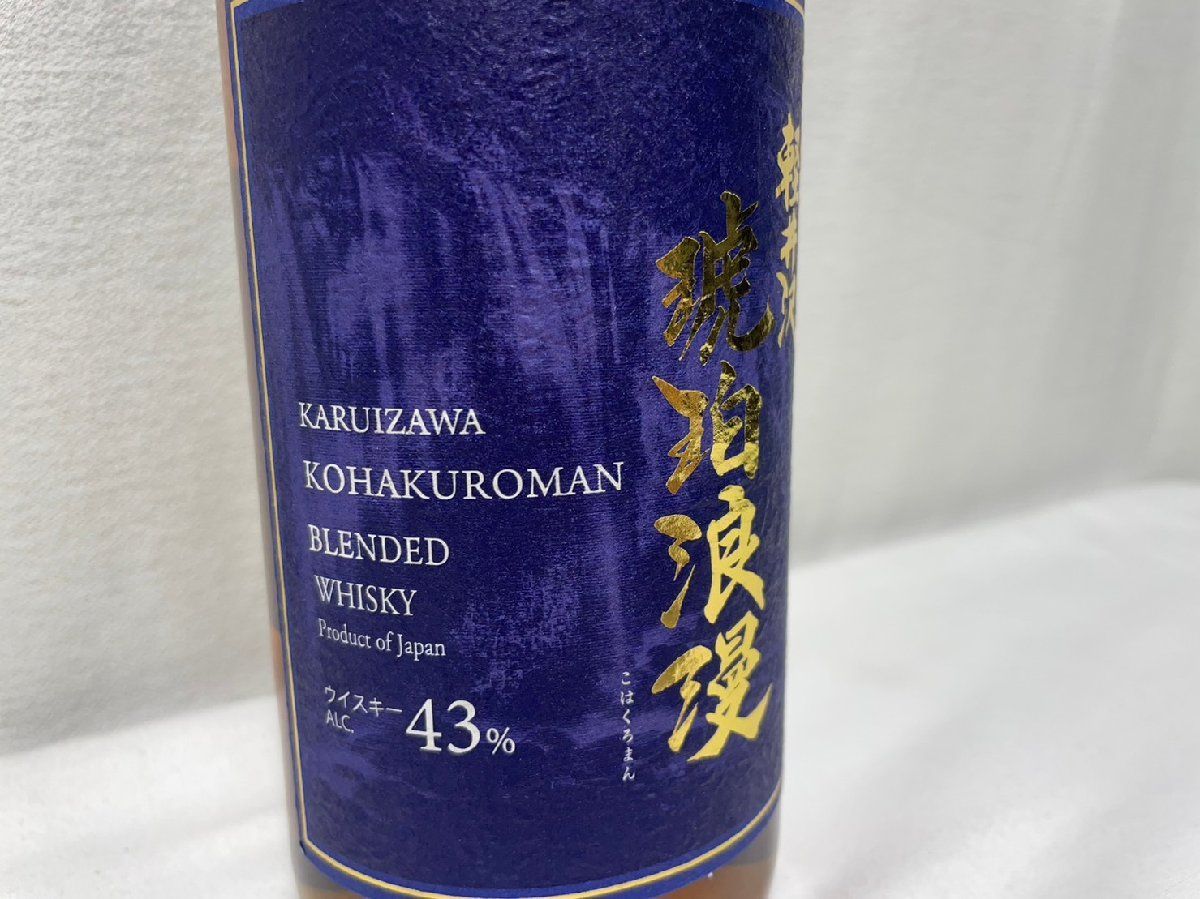 軽井沢
琥珀浪漫
こはくろまん
KARUIZAWA
KOHAKUROMAN
BLENDED
WHISKY
Product of Japan
ウイスキー
ALC. 43%